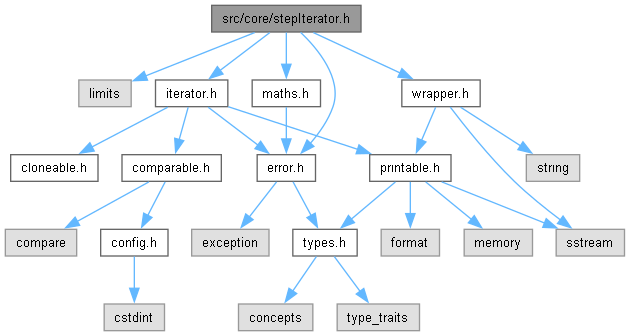 src/core/stepIterator.h
limits
iterator.h
maths.h
wrapper.h
cloneable.h
comparable.h
error.h
printable.h
string
compare
config.h
exception
types.h
format
memory
sstream
cstdint
concepts
type_traits